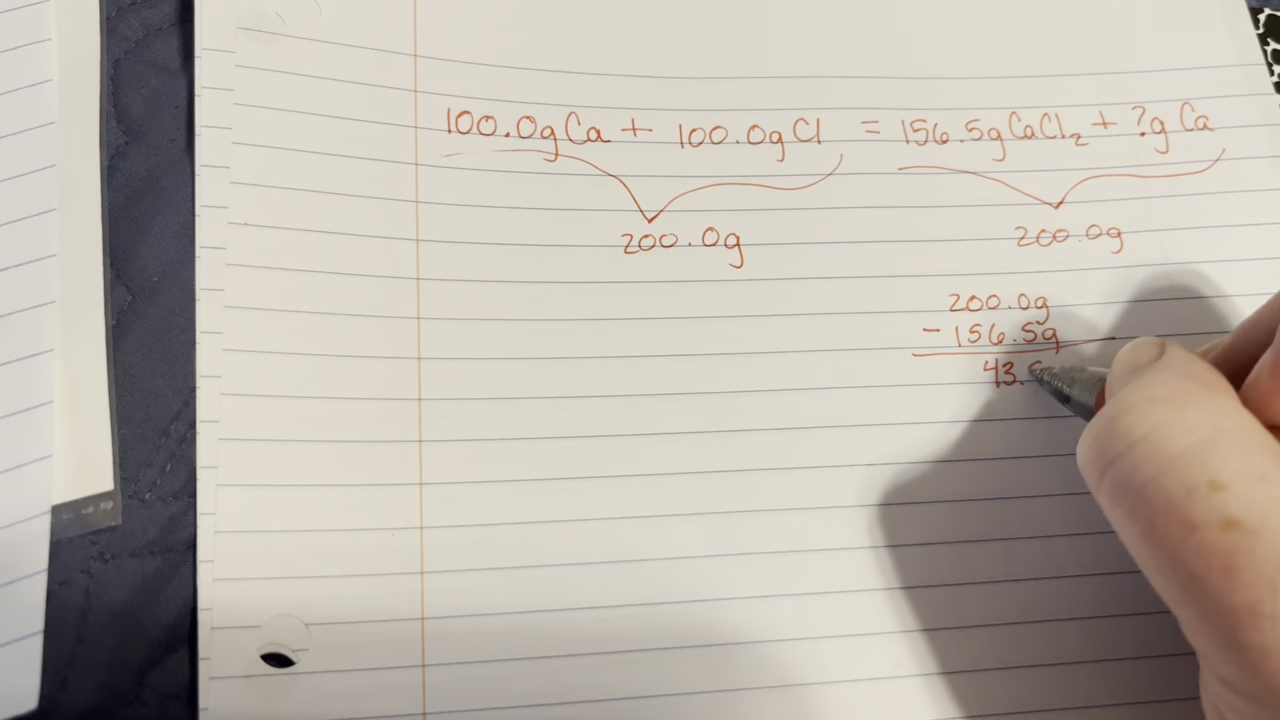 100.0g Ca + 100.0g Cl = 156.5g CaCl₂ + ?g Ca
200.0g 200.0g
200.0g
- 156.5g
43.